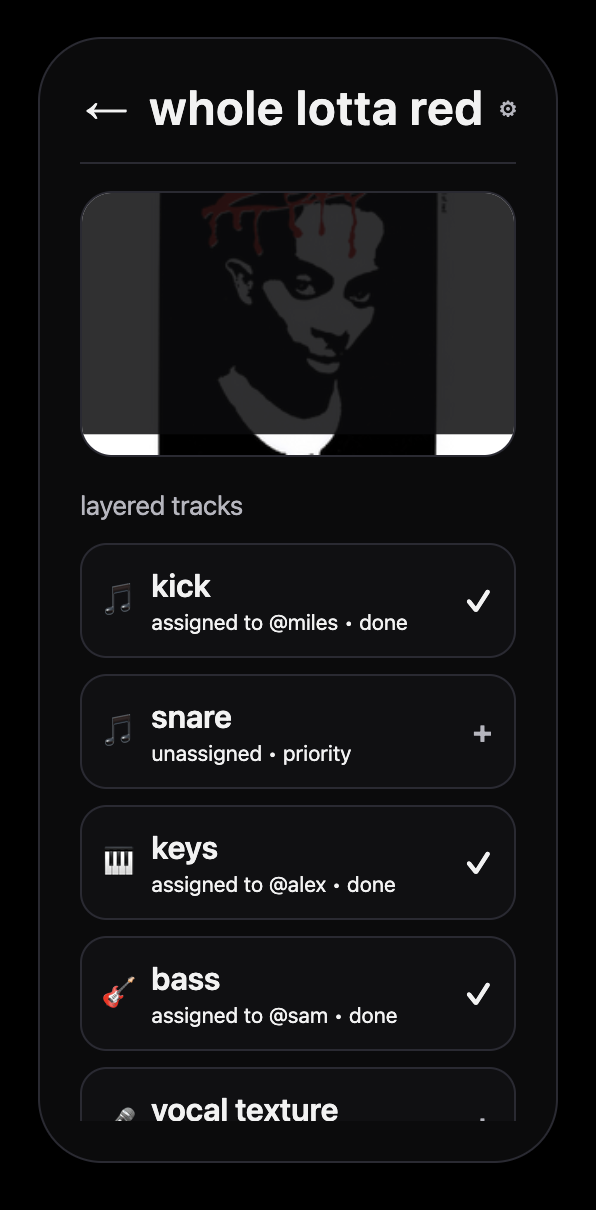 whole lotta red
layered tracks
kick
assigned to @miles • done
snare
unassigned • priority
keys
assigned to @alex • done
bass
assigned to @sam • done
vocal texture